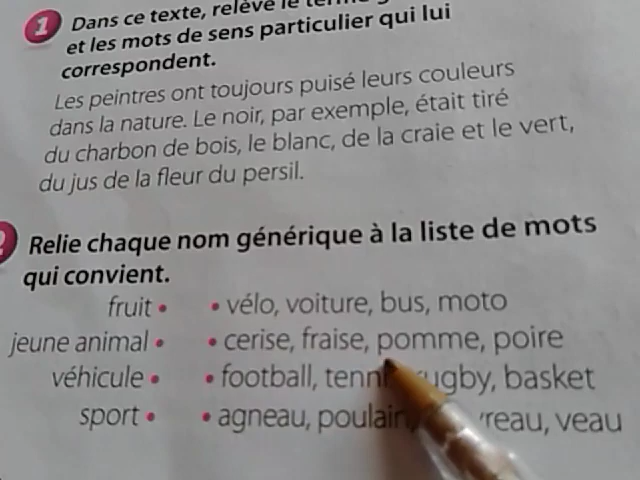 1 Dans ce texte, relève le
et les mots de sens particulier qui lui
correspondent.
Les peintres ont toujours puisé leurs couleurs
dans la nature. Le noir, par exemple, était tiré
du charbon de bois, le blanc, de la craie et le vert,
du jus de la fleur du persil.
2 Relie chaque nom générique à la liste de mots
qui convient.
fruit • • vélo, voiture, bus, moto
jeune animal • • cerise, fraise, pomme, poire
véhicule • • football, tennis, rugby, basket
sport • • agneau, poulain, veau